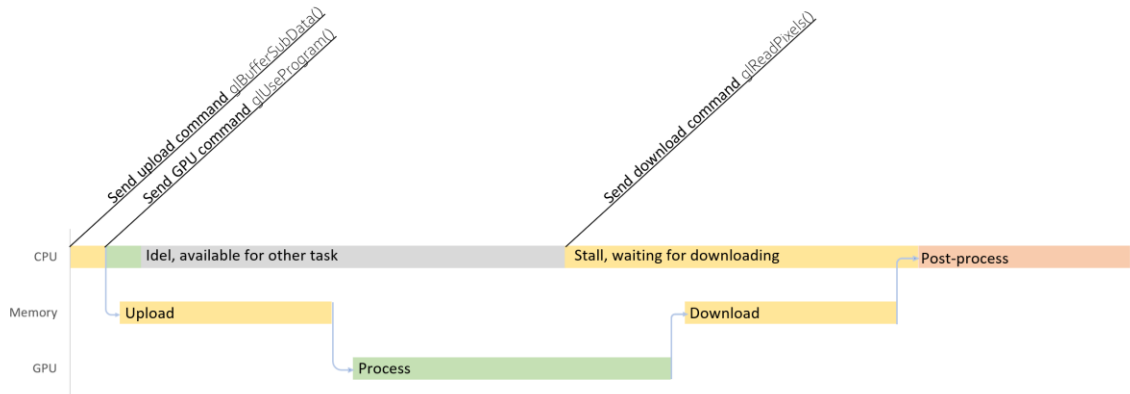 Send upload command glBufferSubData()
Send GPU command glUseProgram()
Send download command glReadPixels()
CPU
Idel, available for other task
Stall, waiting for downloading
Post-process
Memory
Upload
Download
GPU
Process